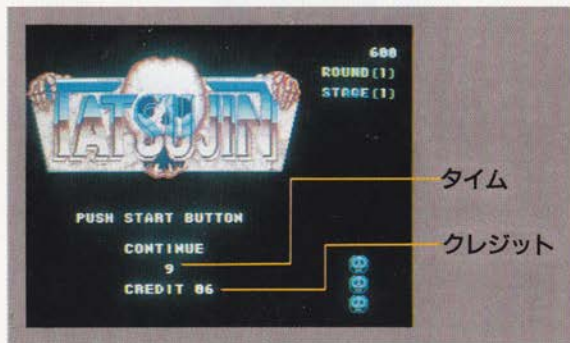 600
ROUND(1)
STAGE(1)
TATSUJIN
PUSH START BUTTON
CONTINUE
9
CREDIT 06
タイム
クレジット